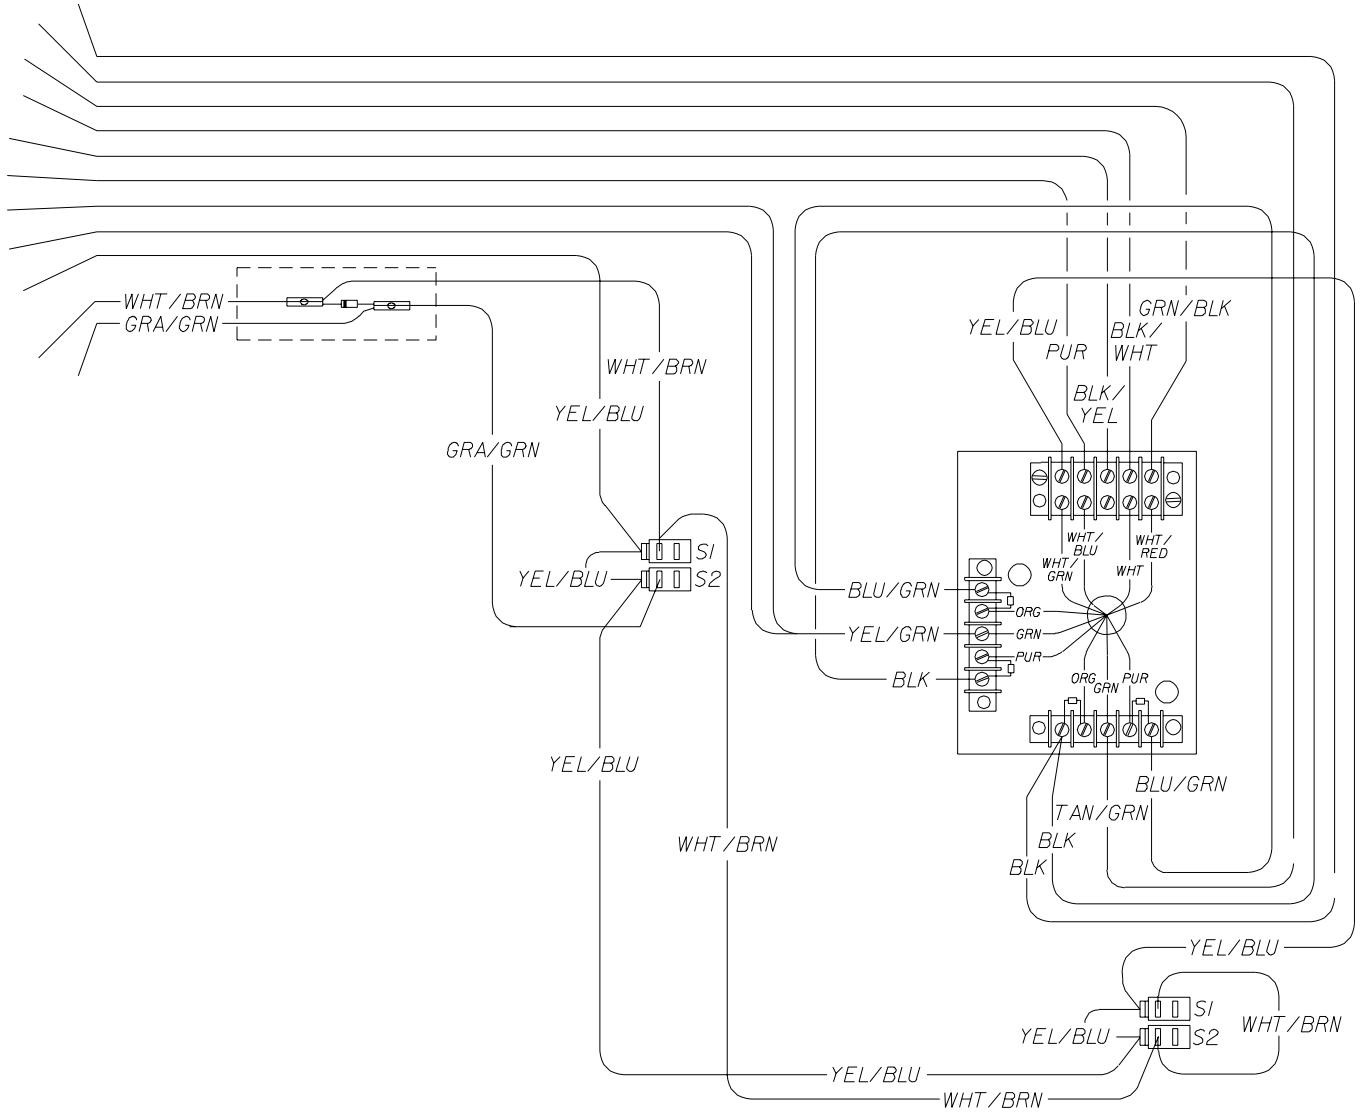 WHT/BRN
GRA/GRN
YEL/BLU
GRN/BLK
PUR
BLK/
WHT
WHT/BRN
BLK/
YEL
YEL/BLU
GRA/GRN
S1
S2
YEL/BLU
WHT/
BLU
WHT/
RED
WHT/
GRN
WHT
BLU/GRN
ORG
YEL/GRN
GRN
PUR
BLK
ORG
GRN
PUR
YEL/BLU
BLU/GRN
TAN/GRN
BLK
WHT/BRN
BLK
YEL/BLU
S1
YEL/BLU
S2
WHT/BRN
YEL/BLU
WHT/BRN